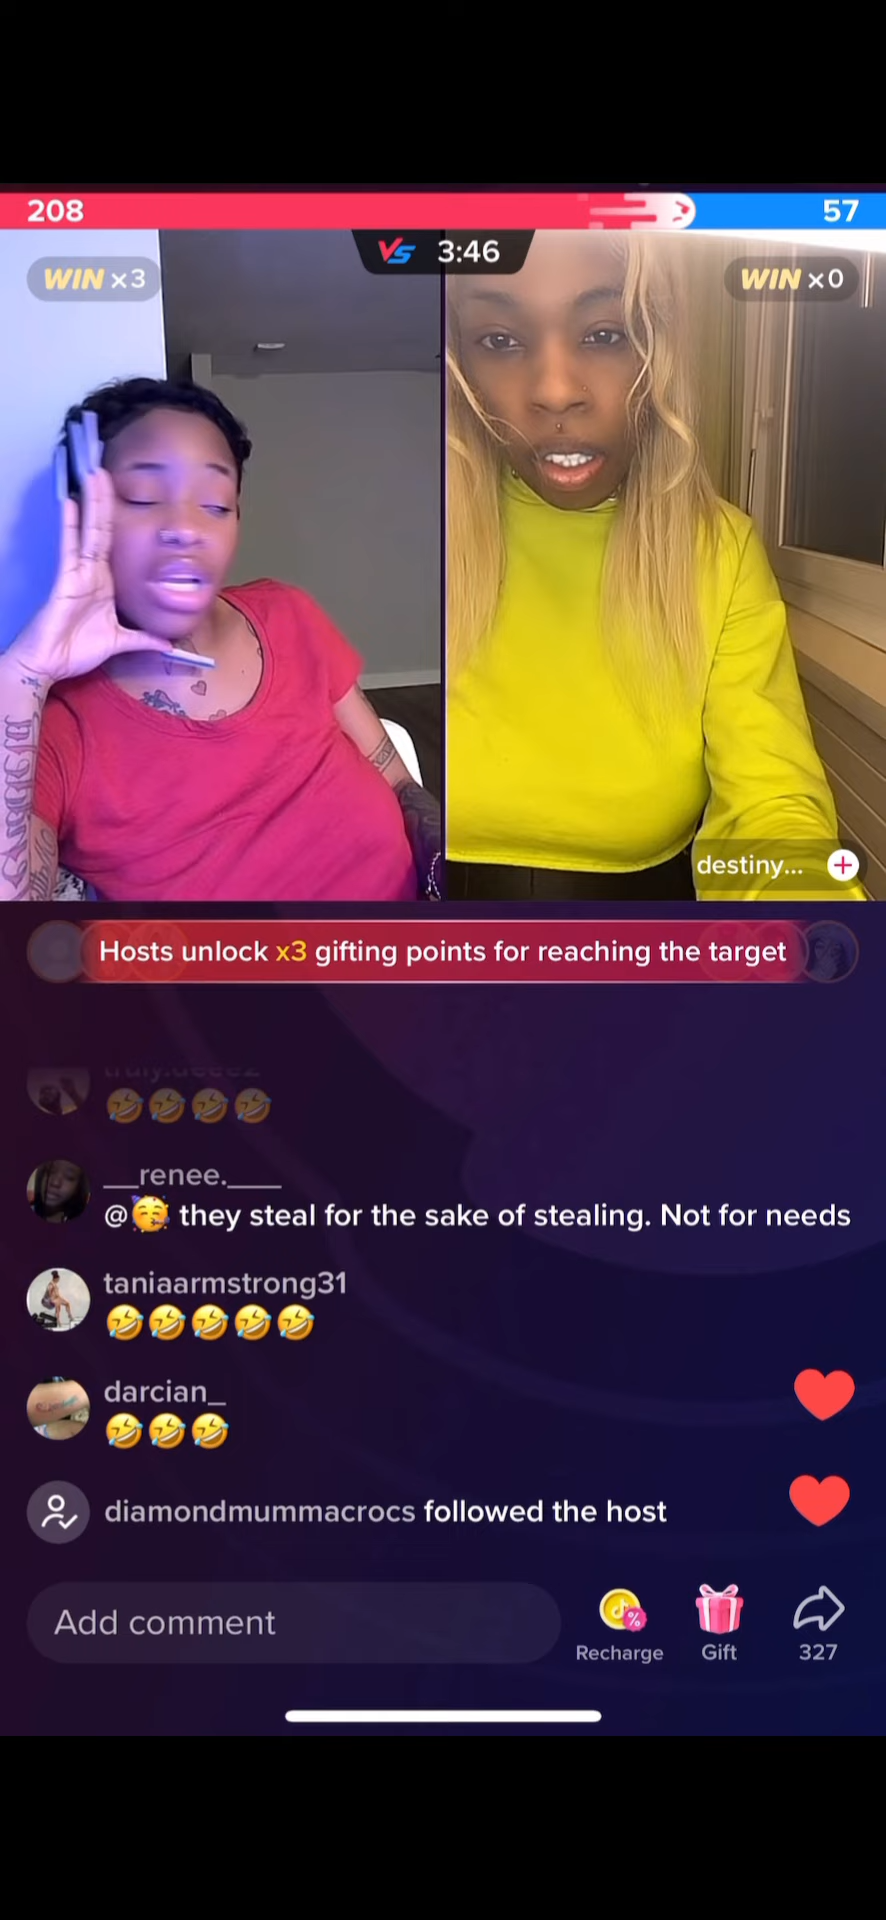 208 57
VS 3:46
WIN x3 WIN x0
destiny...
Hosts unlock x3 gifting points for reaching the target
__renee.___
@🥳 they steal for the sake of stealing. Not for needs
taniaarmstrong31
🤣🤣🤣🤣🤣
darcian_
🤣🤣🤣
diamondmummacrocs followed the host
Add comment
Recharge Gift 327